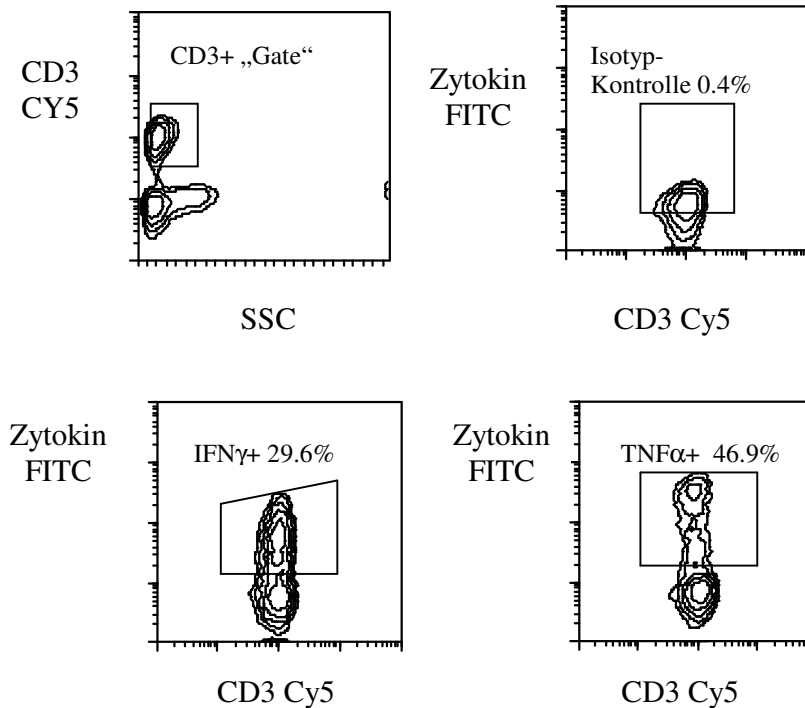 CD3
CY5
CD3+ „Gate“
SSC
Zytokin
FITC
Isotyp-
Kontrolle 0.4%
CD3 Cy5
Zytokin
FITC
IFNγ+ 29.6%
CD3 Cy5
Zytokin
FITC
TNFα+ 46.9%
CD3 Cy5